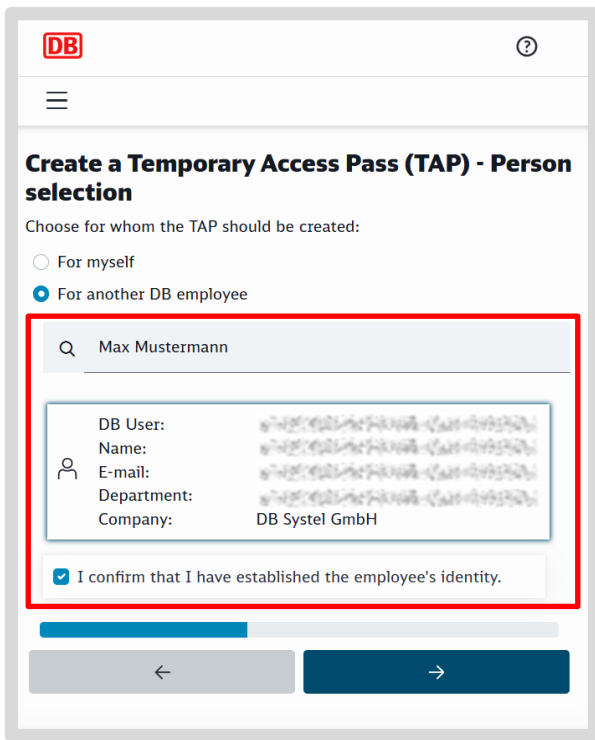 DB
Create a Temporary Access Pass (TAP) - Person
selection
Choose for whom the TAP should be created:
For myself
For another DB employee
Max Mustermann
DB User:
Name:
E-mail:
Department:
Company: DB Systel GmbH
I confirm that I have established the employee's identity.